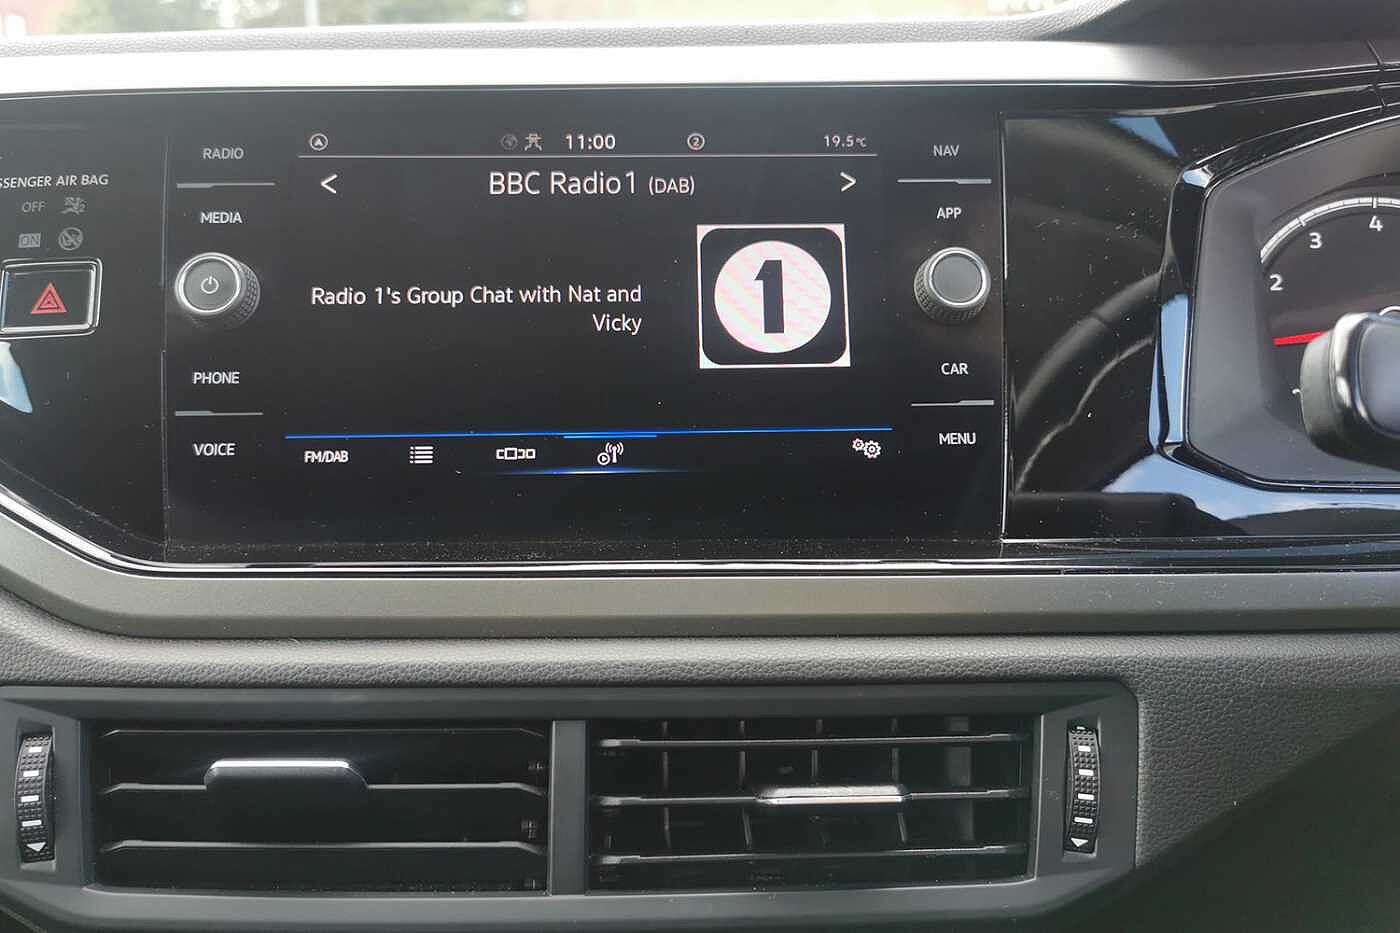 RADIO
MEDIA
PHONE
VOICE
11:00
2
19.5°C
<
BBC Radio1 (DAB)
>
Radio 1's Group Chat with Nat and
Vicky
1
FM/DAB
NAV
APP
CAR
MENU
AIR BAG
OFF
ON
2
3
4